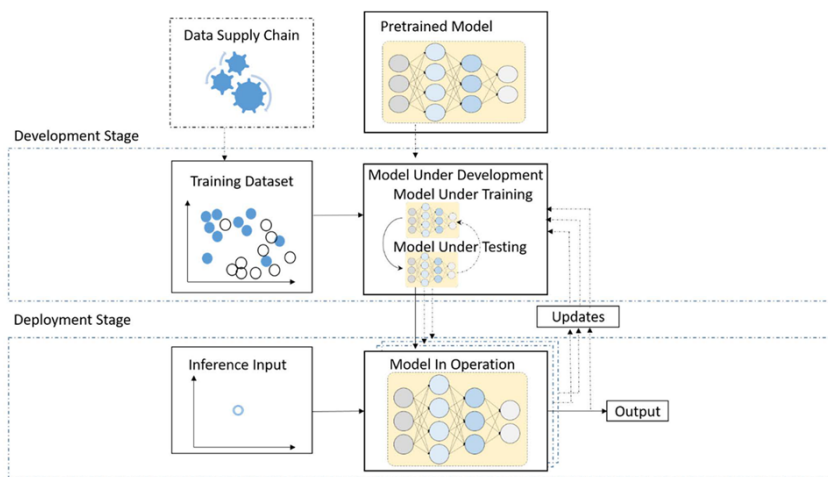 Data Supply Chain
Pretrained Model
Development Stage
Training Dataset
Model Under Development
Model Under Training
Model Under Testing
Deployment Stage
Updates
Inference Input
Model In Operation
Output